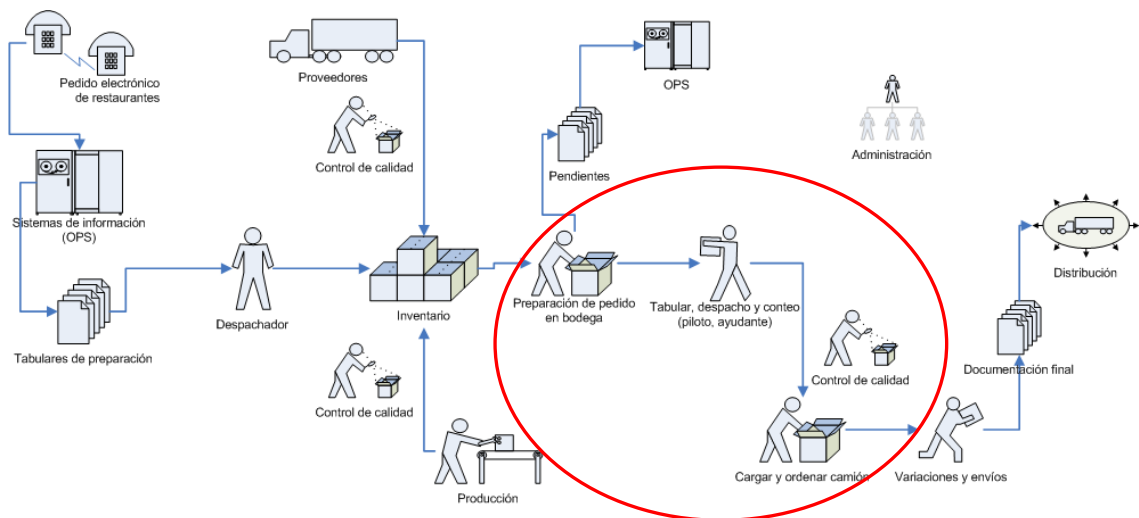 Pedido electrónico
de restaurantes
Proveedores
OPS
Control de calidad
Administración
Pendientes
Sistemas de información
(OPS)
Distribución
Preparación de pedido
en bodega
Tabular, despacho y conteo
(piloto, ayudante)
Inventario
Despachador
Tabulares de preparación
Documentación final
Control de calidad
Control de calidad
Cargar y ordenar camión
Variaciones y envíos
Producción